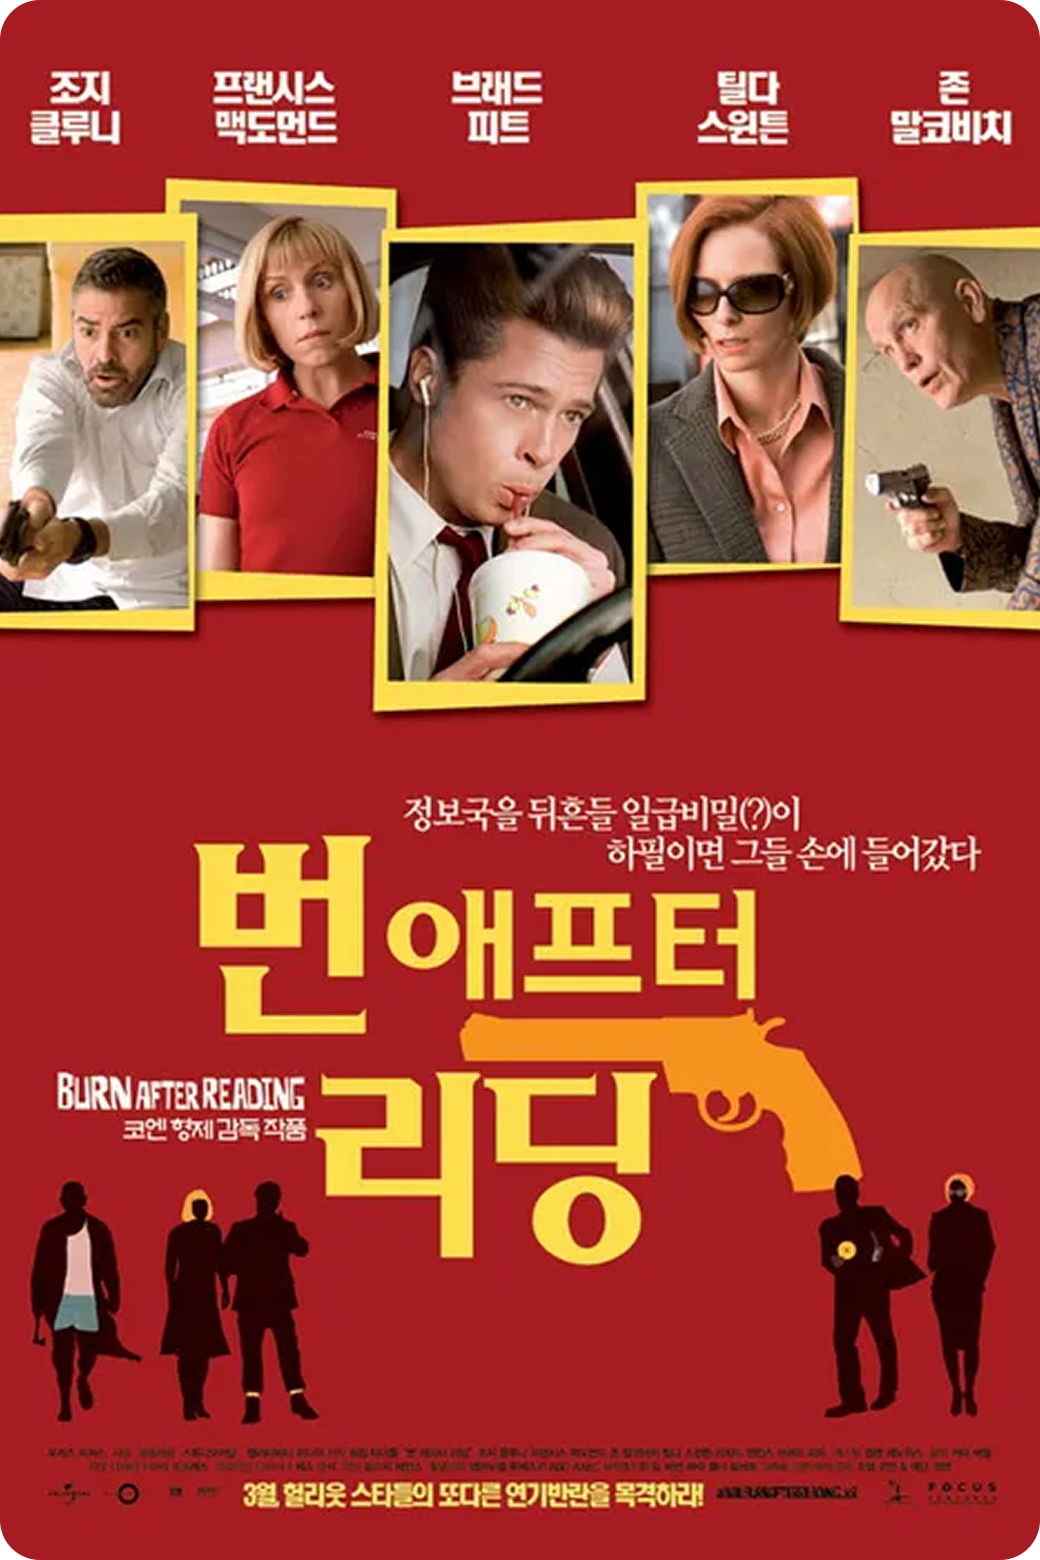 조지
클루니
프랜시스
맥도먼드
브래드
피트
틸다
스윈튼
존
말코비치
정보국을 뒤흔들 일급비밀(?)이
하필이면 그들 손에 들어갔다
번 애프터
리딩
BURN AFTER READING
코엔 형제 감독 작품
3월, 헐리웃 스타들의 또다른 연기반란을 목격하라!
FOCUS